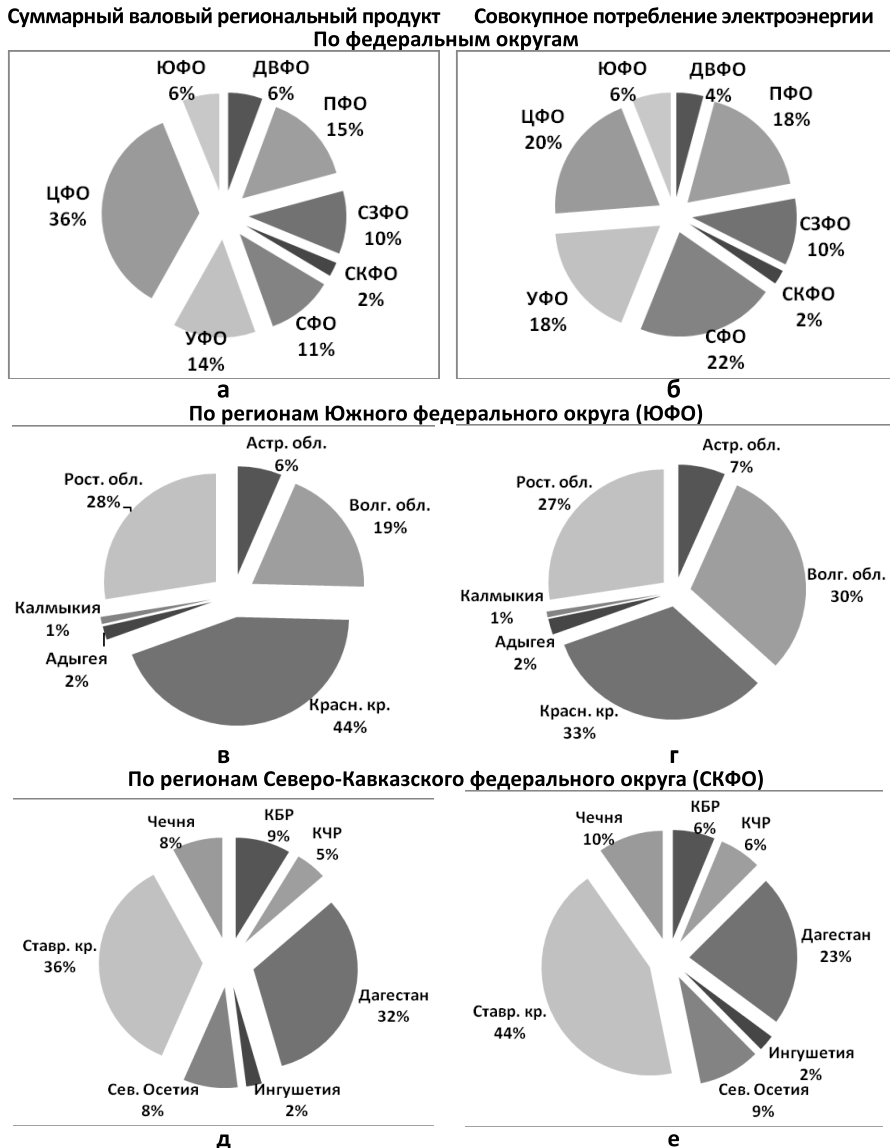 Суммарный валовый региональный продукт
Совокупное потребление электроэнергии
По федеральным округам
ЮФО
6%
ДВФО
6%
ПФО
15%
ЦФО
36%
СЗФО
10%
СКФО
2%
СФО
11%
УФО
14%
а
ЮФО
6%
ДВФО
4%
ПФО
18%
ЦФО
20%
СЗФО
10%
СКФО
2%
УФО
18%
СФО
22%
б
По регионам Южного федерального округа (ЮФО)
Астр. обл.
6%
Рост. обл.
28%
Волг. обл.
19%
Калмыкия
1%
Адыгея
2%
Красн. кр.
44%
в
Астр. обл.
7%
Рост. обл.
27%
Волг. обл.
30%
Калмыкия
1%
Адыгея
2%
Красн. кр.
33%
г
По регионам Северо-Кавказского федерального округа (СКФО)
Чечня
8%
КБР
9%
КЧР
5%
Ставр. кр.
36%
Дагестан
32%
Сев. Осетия
8%
Ингушетия
2%
д
Чечня
10%
КБР
6%
КЧР
6%
Дагестан
23%
Ставр. кр.
44%
Ингушетия
2%
Сев. Осетия
9%
е